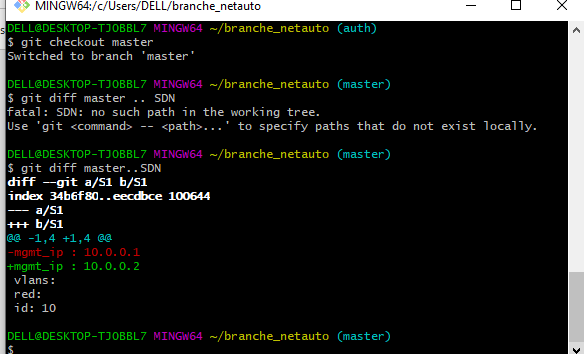 MINGW64:/c/Users/DELL/branche_netauto
DELL@DESKTOP-TJOBBL7 MINGW64 ~/branche_netauto (auth)
$ git checkout master
Switched to branch 'master'
DELL@DESKTOP-TJOBBL7 MINGW64 ~/branche_netauto (master)
$ git diff master .. SDN
fatal: SDN: no such path in the working tree.
Use 'git <command> -- <path>...' to specify paths that do not exist locally.
DELL@DESKTOP-TJOBBL7 MINGW64 ~/branche_netauto (master)
$ git diff master..SDN
diff --git a/S1 b/S1
index 34b6f80..eecdbce 100644
--- a/S1
+++ b/S1
@@ -1,4 +1,4 @@
-mgmt_ip : 10.0.0.1
+mgmt_ip : 10.0.0.2
vlans:
red:
id: 10
DELL@DESKTOP-TJOBBL7 MINGW64 ~/branche_netauto (master)
$